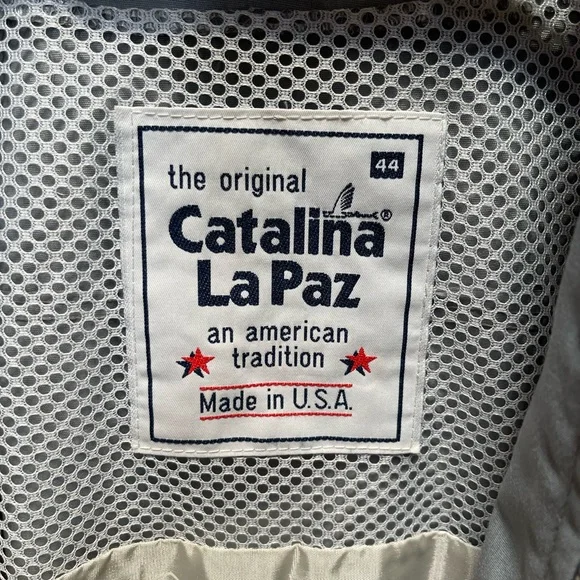 44
the original
Catalina®
La Paz
an american
tradition
Made in U.S.A.